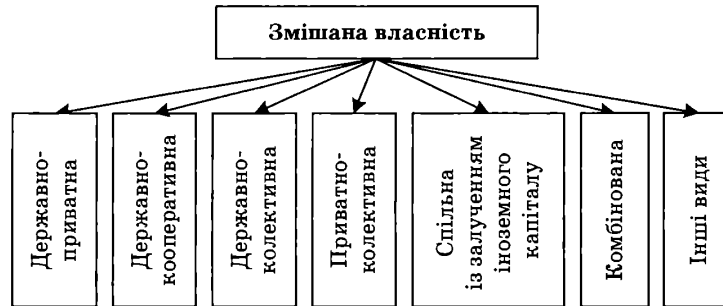 Змішана власність
Державно-
приватна
Державно-
кооперативна
Державно-
колективна
Приватно-
колективна
Спільна
із залученням
іноземного
капіталу
Комбінована
Інші види